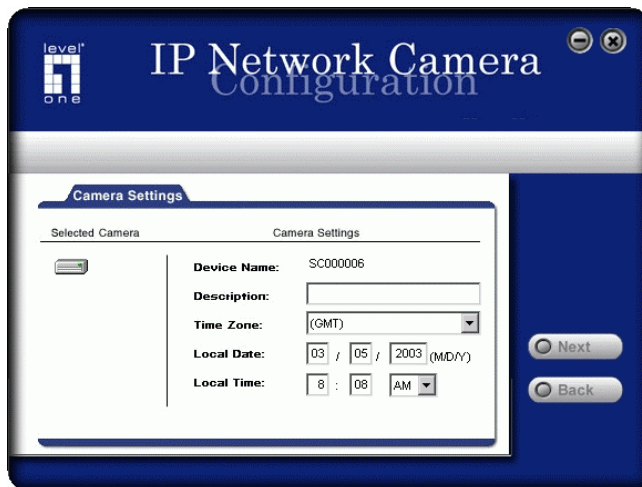 level
one
IP Network Camera
Configuration
Camera Settings
Selected Camera
Camera Settings
Device Name: SC000006
Description:
Time Zone: (GMT)
Local Date: 03 / 05 / 2003 (M/D/Y)
Local Time: 8 : 08 AM
Next
Back